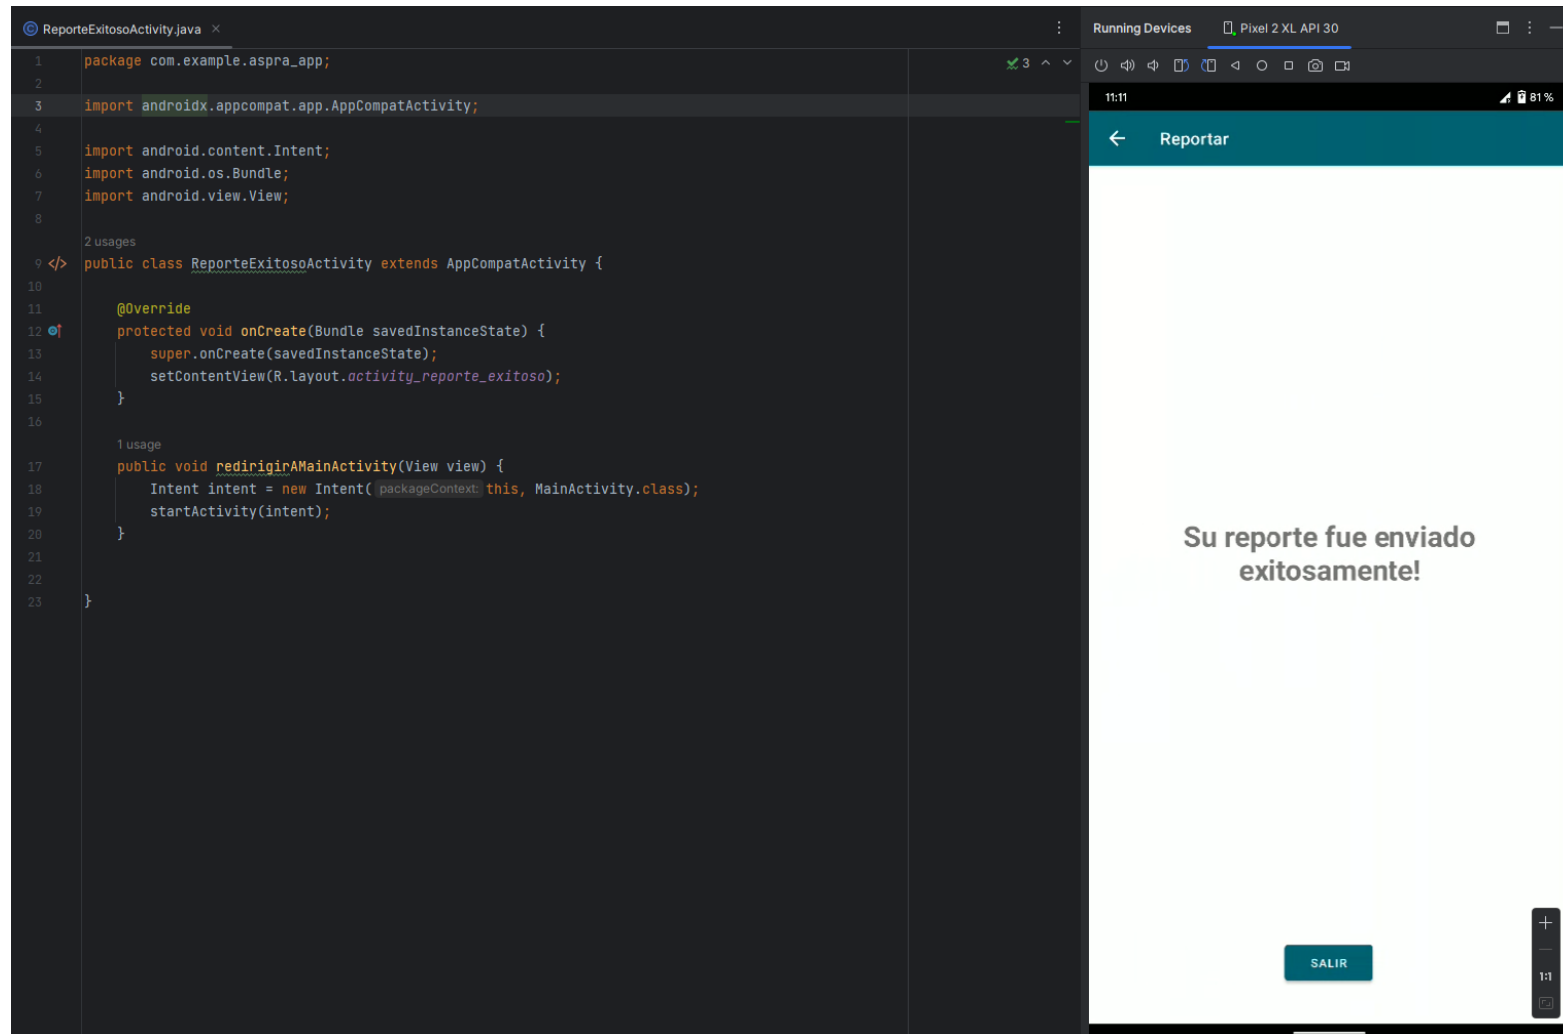 ReporteExitosoActivity.java
1 package com.example.aspra_app;
3
2
3 import androidx.appcompat.app.AppCompatActivity;
4
5 import android.content.Intent;
6 import android.os.Bundle;
7 import android.view.View;
8
2 usages
9 </> public class ReporteExitosoActivity extends AppCompatActivity {
10
11 @Override
12 protected void onCreate(Bundle savedInstanceState) {
13 super.onCreate(savedInstanceState);
14 setContentView(R.layout.activity_reporte_exitoso);
15 }
16
1 usage
17 public void redirigirAMainActivity(View view) {
18 Intent intent = new Intent( packageContext: this, MainActivity.class);
19 startActivity(intent);
20 }
21
22
23 }
Running Devices Pixel 2 XL API 30
11:11 81%
Reportar
Su reporte fue enviado
exitosamente!
SALIR
1:1